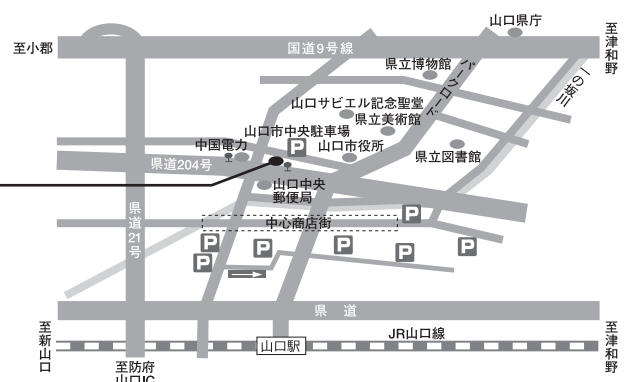 山口県庁
至小郡
国道9号線
至津和野
県立博物館
パークロード
一の坂川
山口サビエル記念聖堂
県立美術館
山口市中央駐車場
P
中国電力
山口市役所
県立図書館
県道204号
山口中央
郵便局
県道21号
中心商店街
P
P
P
P
P
P
P
県道
至新山口
JR山口線
山口駅
至津和野
至防府
山口IC